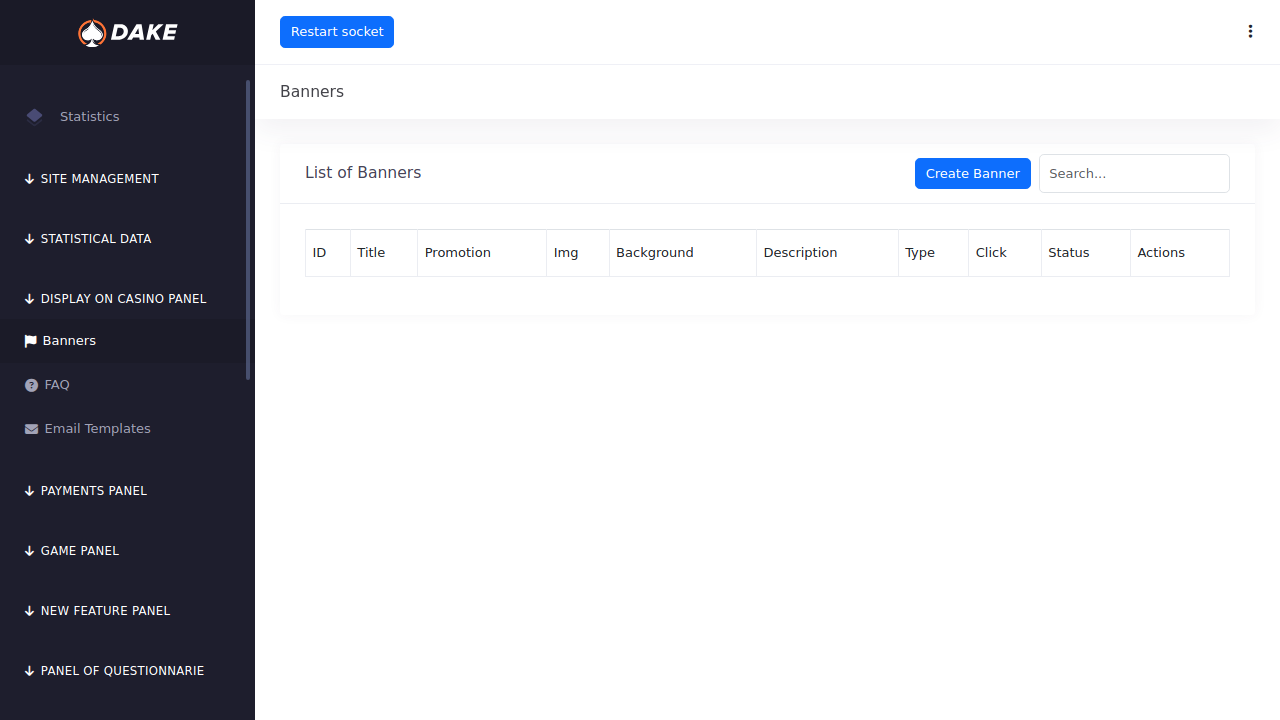 DAKE
Restart socket
Banners
Statistics
SITE MANAGEMENT
STATISTICAL DATA
DISPLAY ON CASINO PANEL
Banners
FAQ
Email Templates
PAYMENTS PANEL
GAME PANEL
NEW FEATURE PANEL
PANEL OF QUESTIONNARIE
List of Banners
Create Banner
Search...
ID Title Promotion Img Background Description Type Click Status Actions